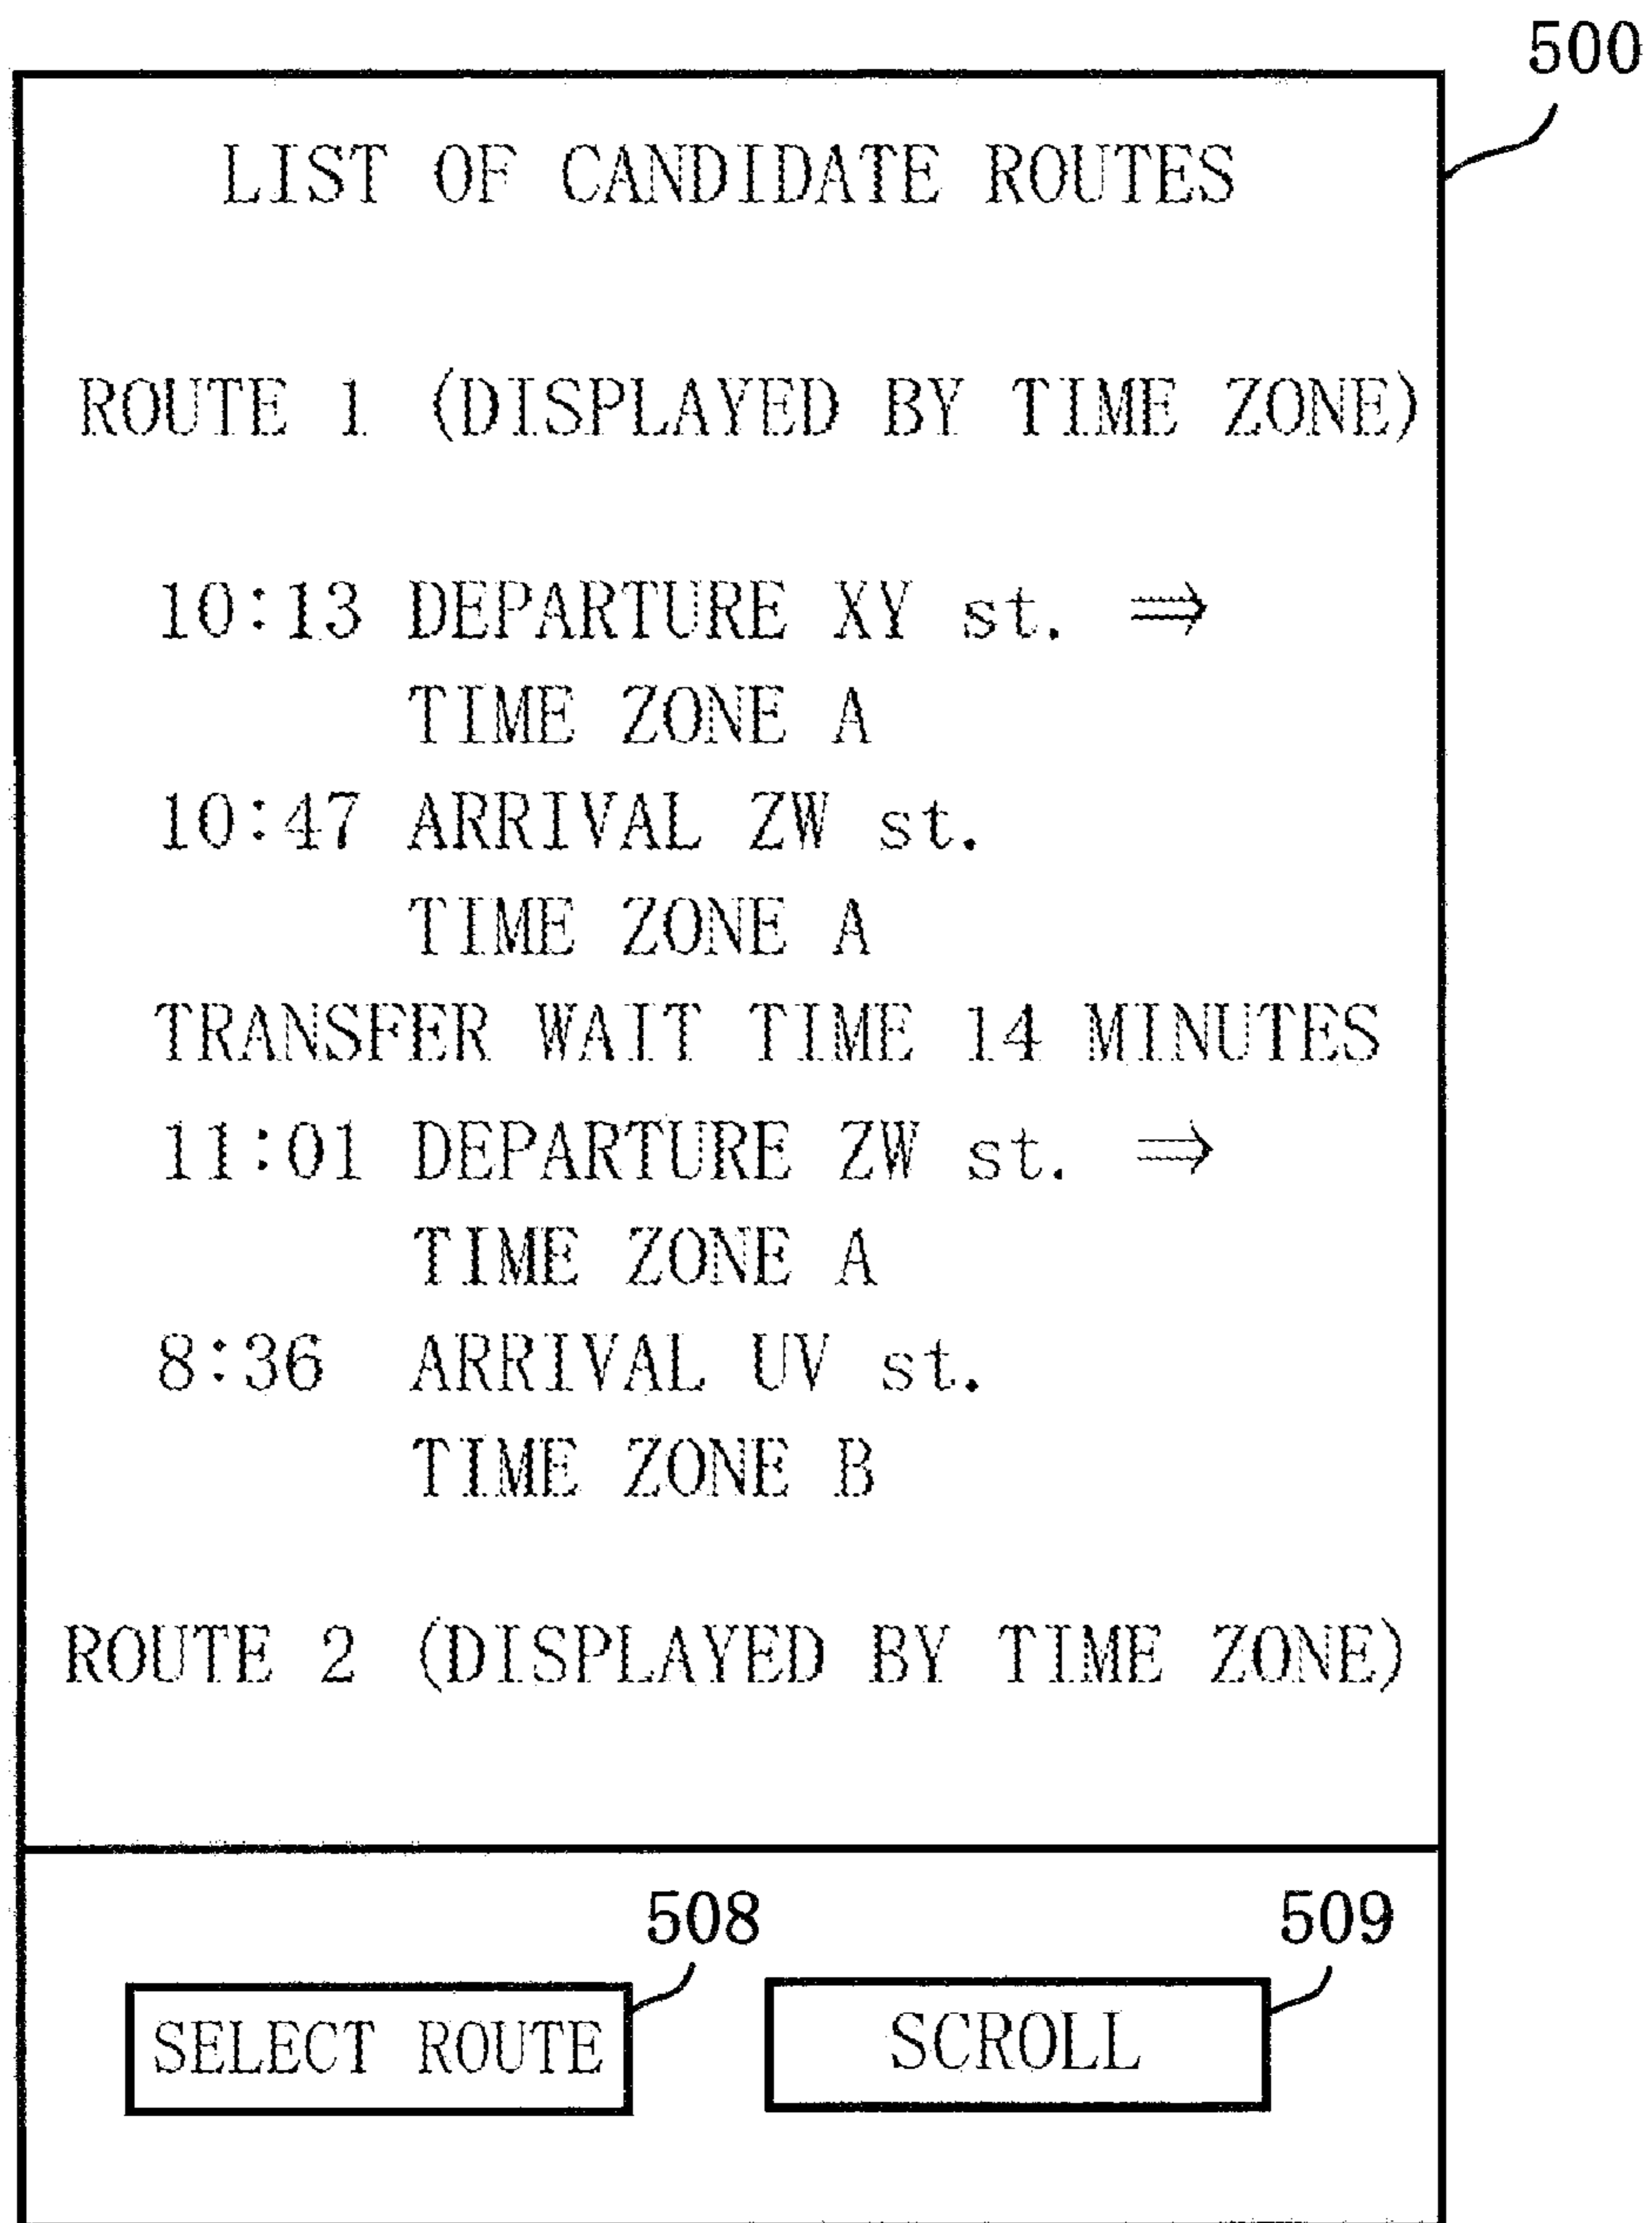 500
LIST OF CANDIDATE ROUTES
ROUTE 1 (DISPLAYED BY TIME ZONE)
10:13 DEPARTURE XY st. ⇒
TIME ZONE A
10:47 ARRIVAL ZW st.
TIME ZONE A
TRANSFER WAIT TIME 14 MINUTES
11:01 DEPARTURE ZW st. ⇒
TIME ZONE A
8:36 ARRIVAL UV st.
TIME ZONE B
ROUTE 2 (DISPLAYED BY TIME ZONE)
508 509
SELECT ROUTE SCROLL